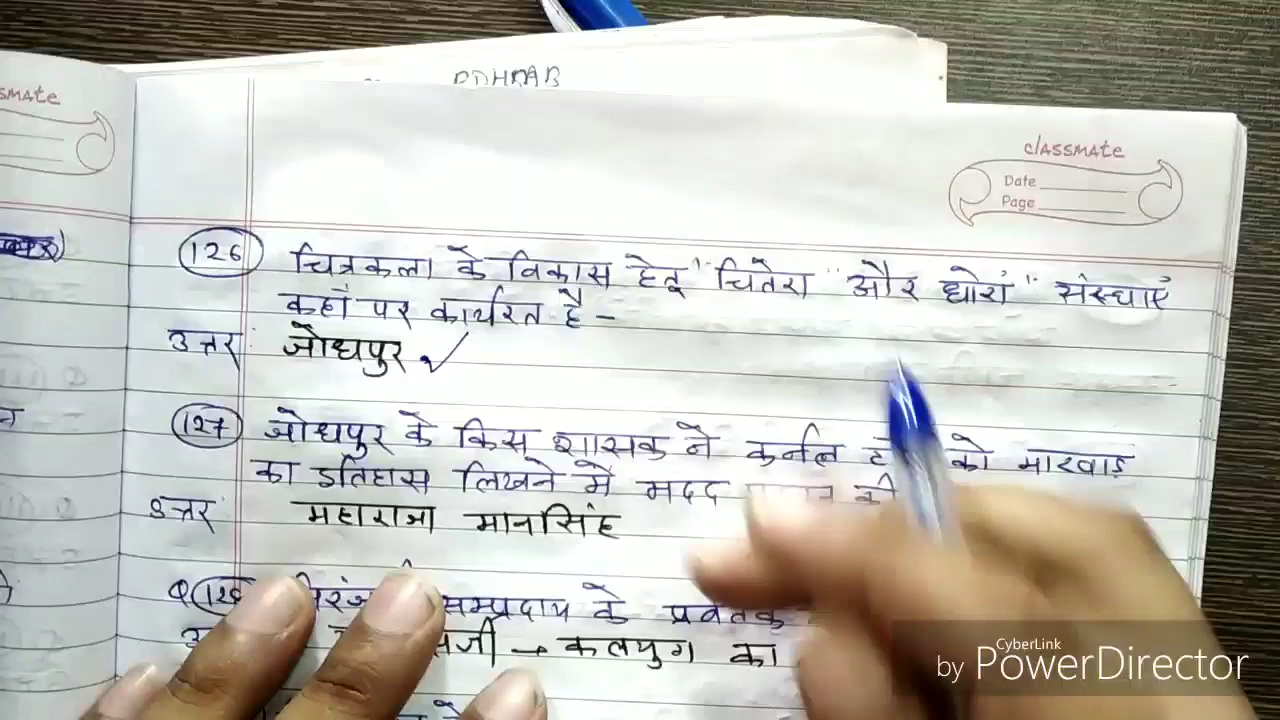 classmate
Date
Page
126 चित्रकला के विकास हेतू "चितेरा" और धोरां" संस्थाएं
कहां पर कार्यरत है -
उत्तर जोधपुर ✓
127 जोधपुर के किस शासक ने कर्नल को मारवाड़
का इतिहास लिखने में मदद की
उत्तर महाराजा मानसिंह
सम्प्रदाय के प्रवर्तक
→ कलयुग का
CyberLink
by PowerDirector